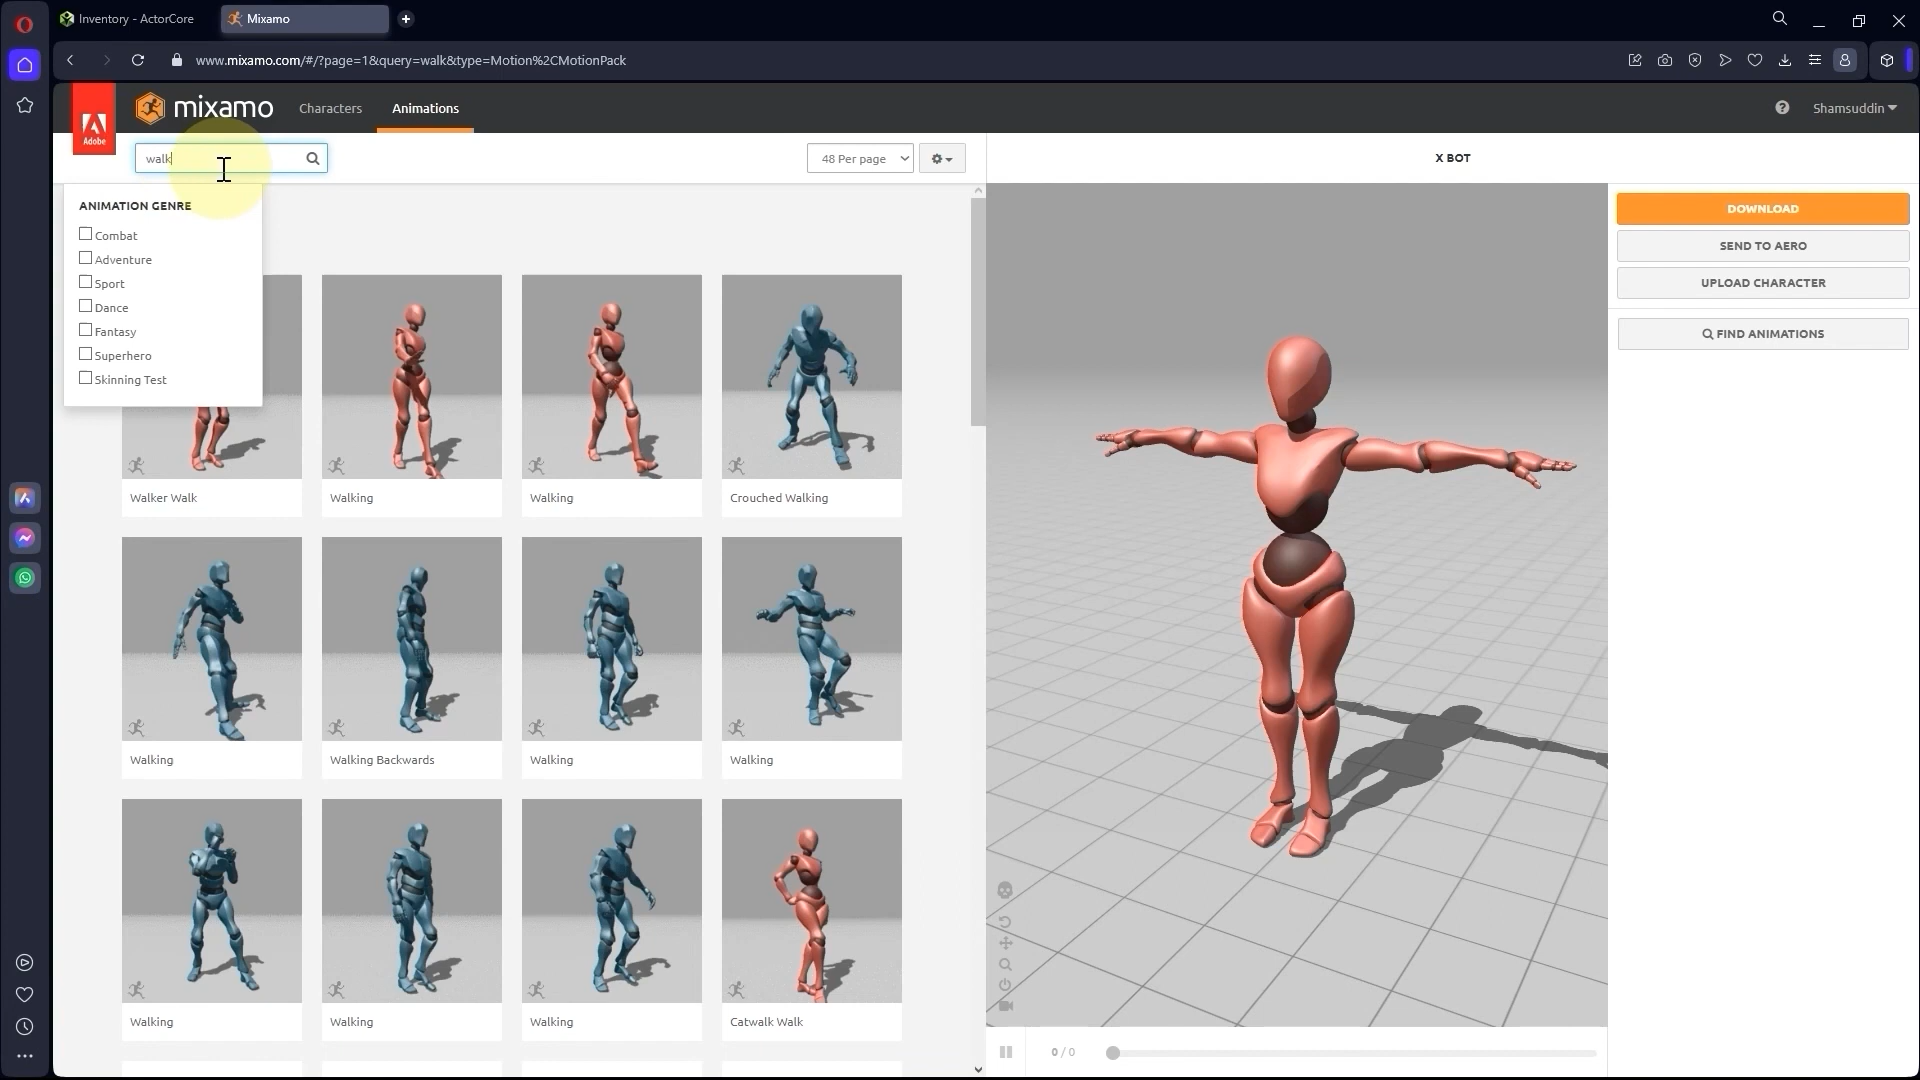 Inventory - ActorCore
Mixamo
www.mixamo.com/#/?page=1&query=walk&type=Motion%2CMotionPack
Adobe
mixamo
Characters
Animations
Shamsuddin
walk
48 Per page
X BOT
ANIMATION GENRE
Combat
Adventure
Sport
Dance
Fantasy
Superhero
Skinning Test
DOWNLOAD
SEND TO AERO
UPLOAD CHARACTER
FIND ANIMATIONS
Walker Walk
Walking
Walking
Crouched Walking
Walking
Walking Backwards
Walking
Walking
Walking
Walking
Walking
Catwalk Walk
0 / 0